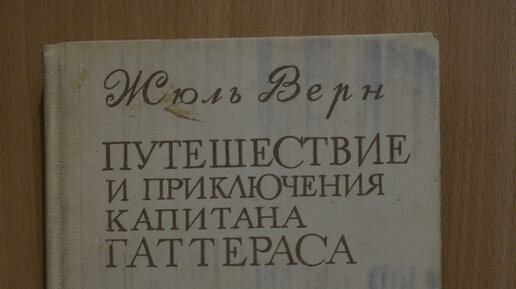 Жюль Верн
ПУТЕШЕСТВИЕ
И ПРИКЛЮЧЕНИЯ
КАПИТАНА
ГАТТЕРАСА